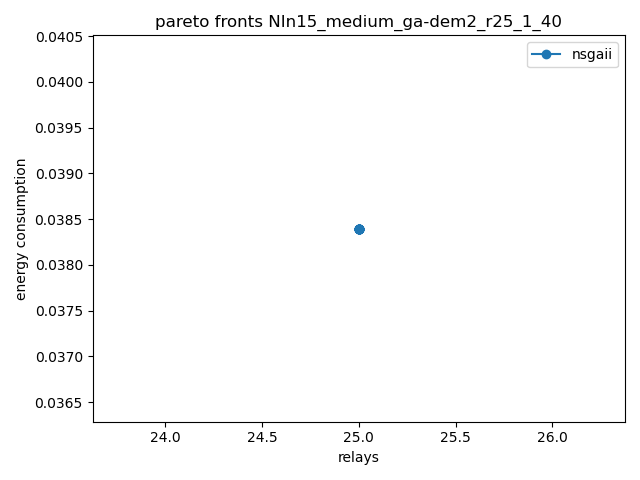 pareto fronts NIn15_medium_ga-dem2_r25_1_40
nsgaii
energy consumption
0.0405
0.0400
0.0395
0.0390
0.0385
0.0380
0.0375
0.0370
0.0365
24.0 24.5 25.0 25.5 26.0
relays